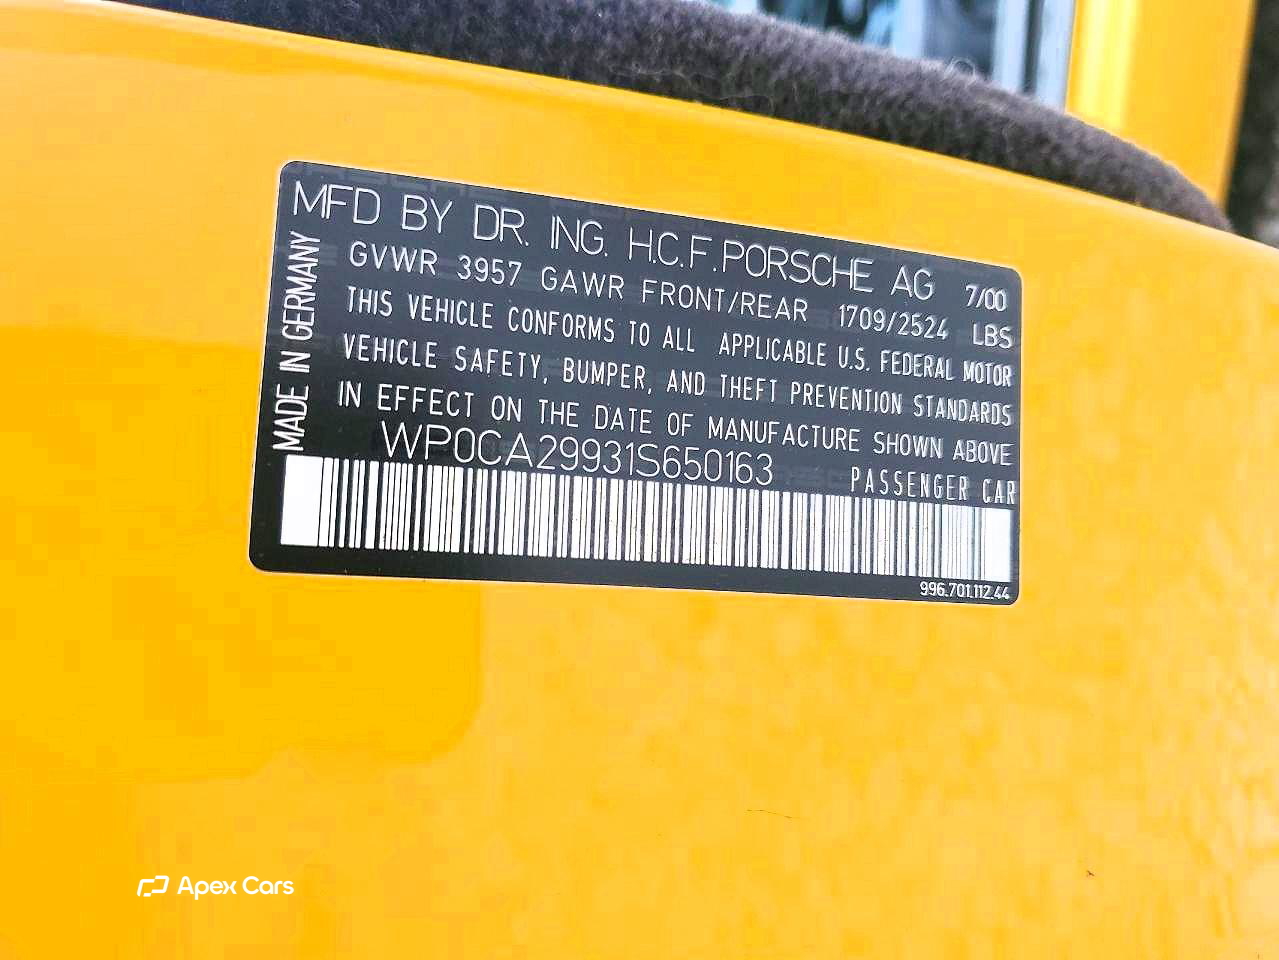 MFD BY DR. ING. H.C.F. PORSCHE AG 7/00
GVWR 3957 GAWR FRONT/REAR 1709/2524 LBS
THIS VEHICLE CONFORMS TO ALL APPLICABLE U.S. FEDERAL MOTOR
VEHICLE SAFETY, BUMPER, AND THEFT PREVENTION STANDARDS
IN EFFECT ON THE DATE OF MANUFACTURE SHOWN ABOVE
WP0CA29931S650163 PASSENGER CAR
MADE IN GERMANY
996.701.112.44
Apex Cars